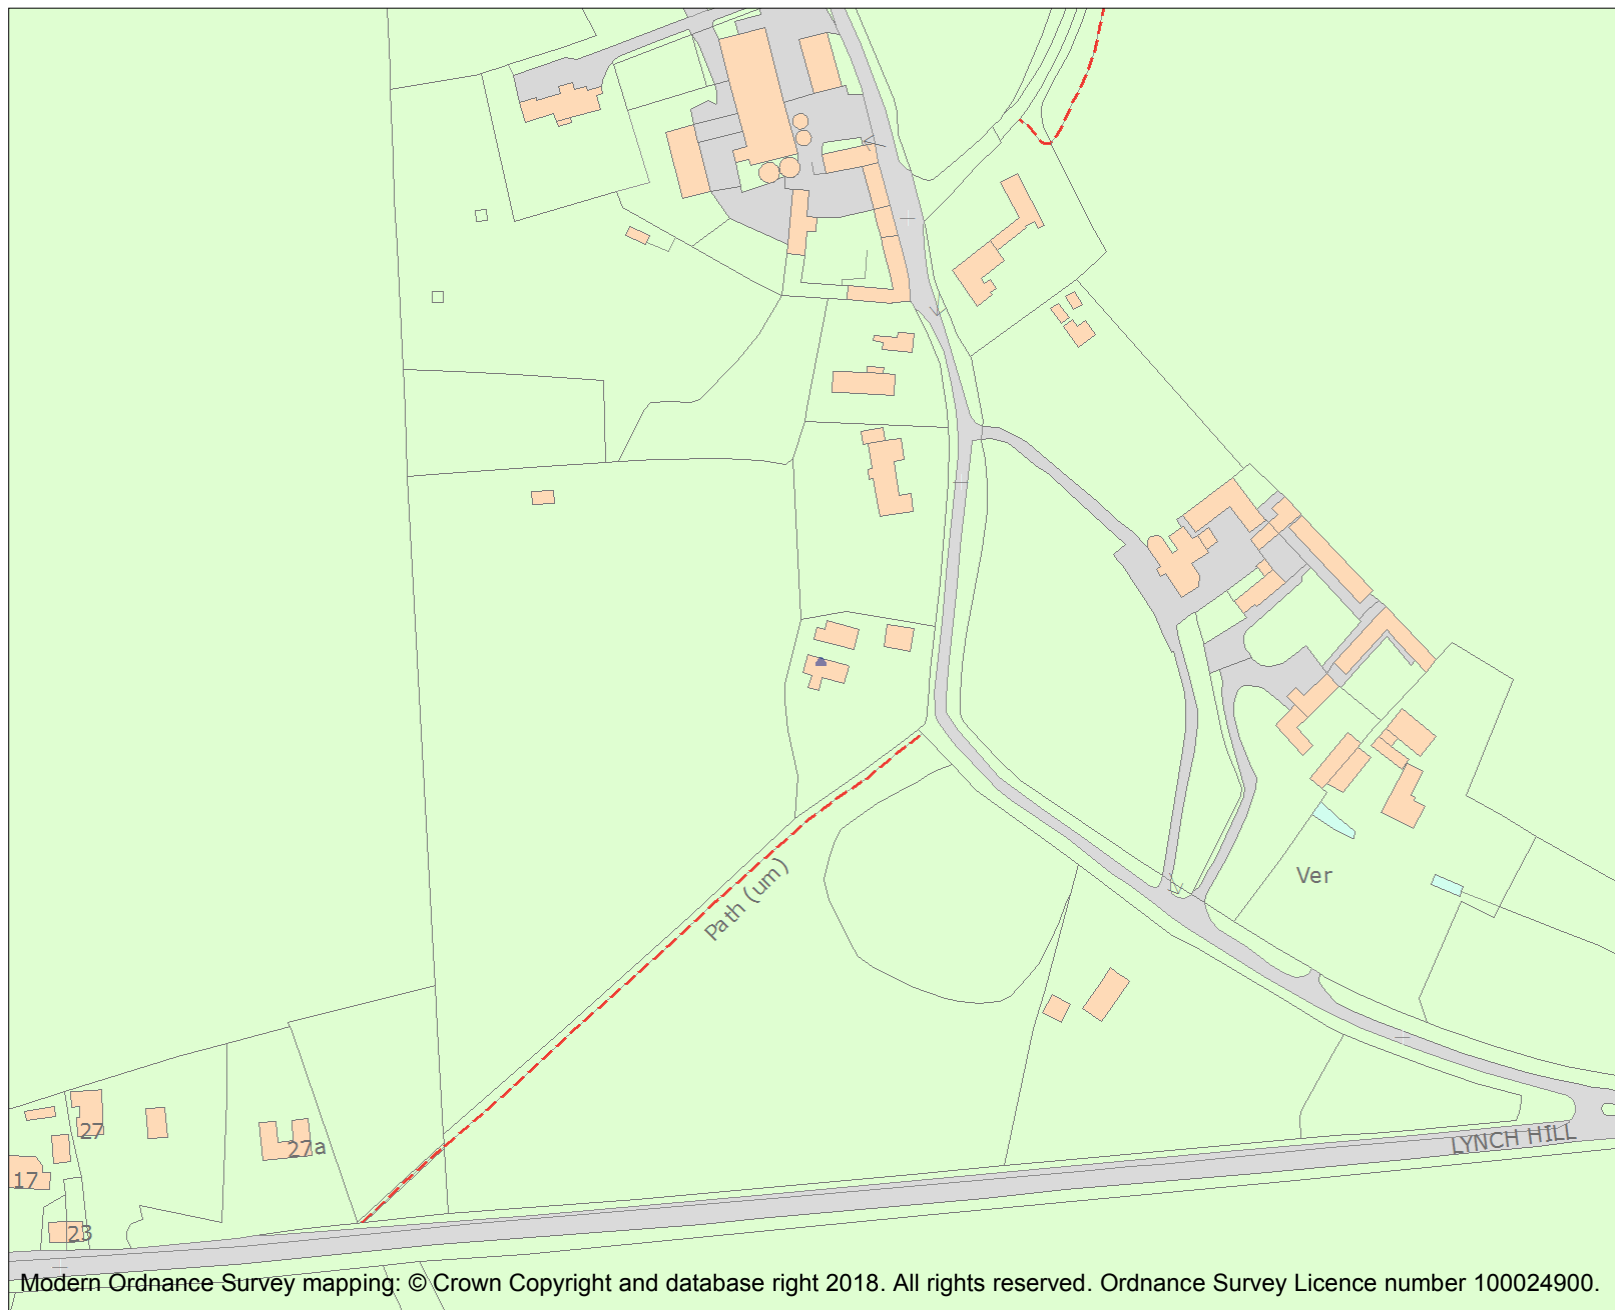 Path (um)
Ver
27
27a
17
23
LYNCH HILL
Modern Ordnance Survey mapping: © Crown Copyright and database right 2018. All rights reserved. Ordnance Survey Licence number 100024900.